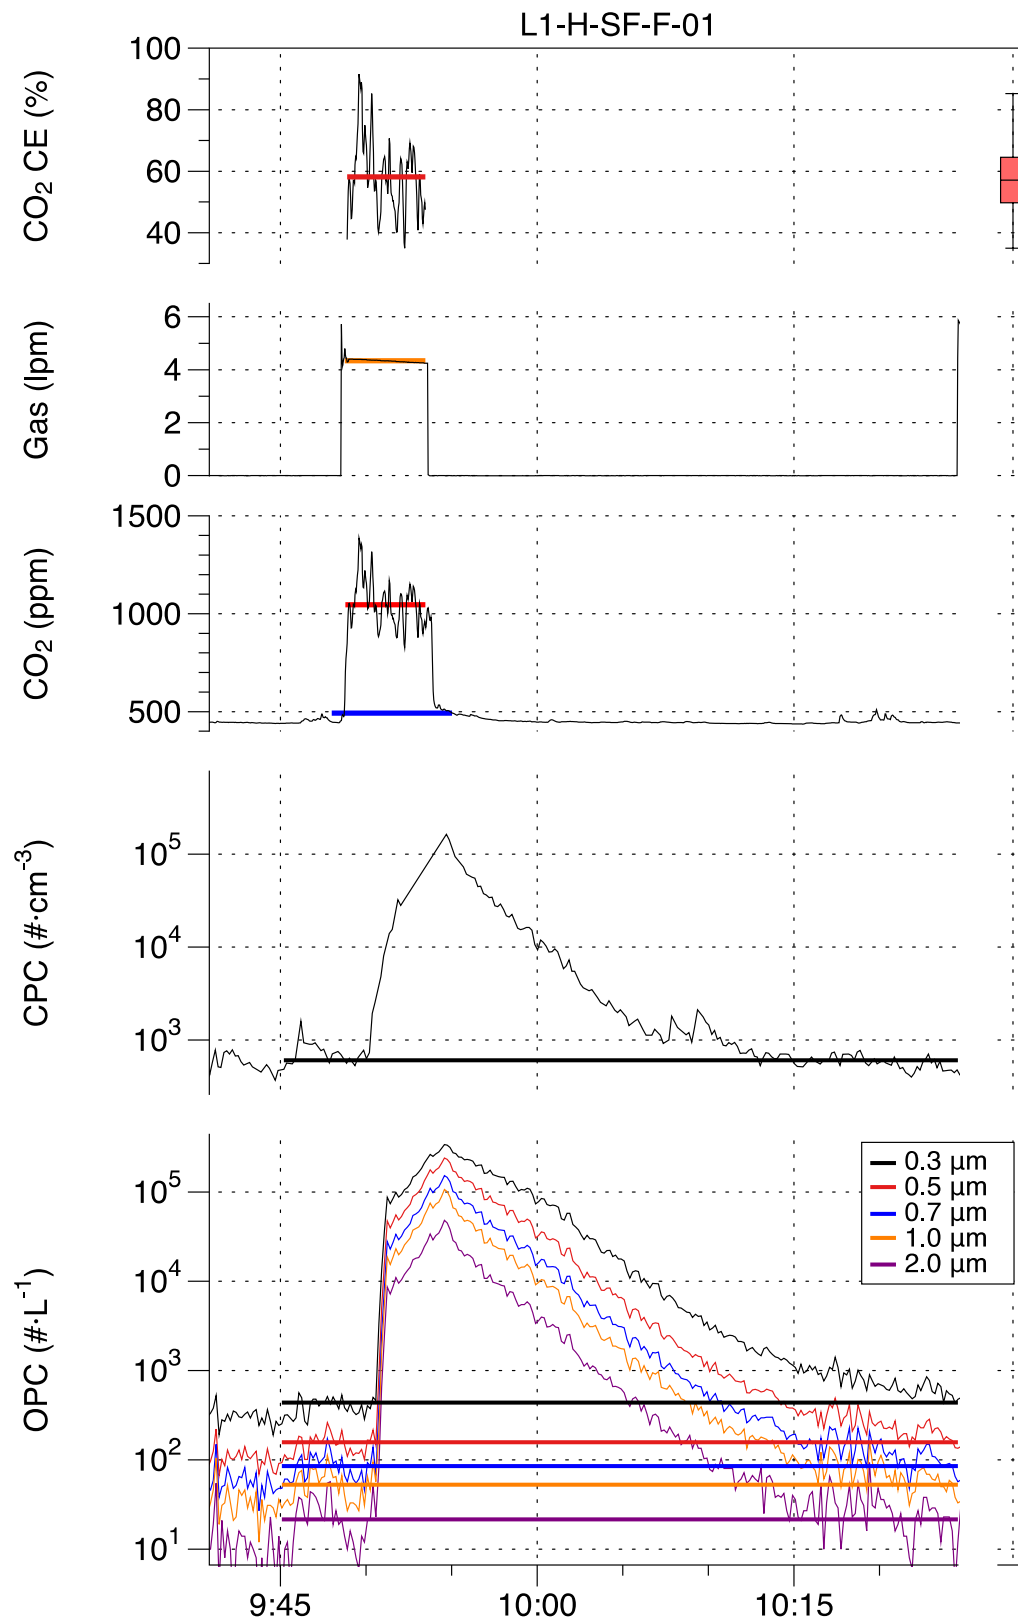 L1-H-SF-F-01
CO2 CE (%)
100
80
60
40
Gas (lpm)
6
4
2
0
CO2 (ppm)
1500
1000
500
CPC (#·cm-3)
10^5
10^4
10^3
OPC (#·L-1)
10^5
10^4
10^3
10^2
10^1
0.3 µm
0.5 µm
0.7 µm
1.0 µm
2.0 µm
9:45 10:00 10:15